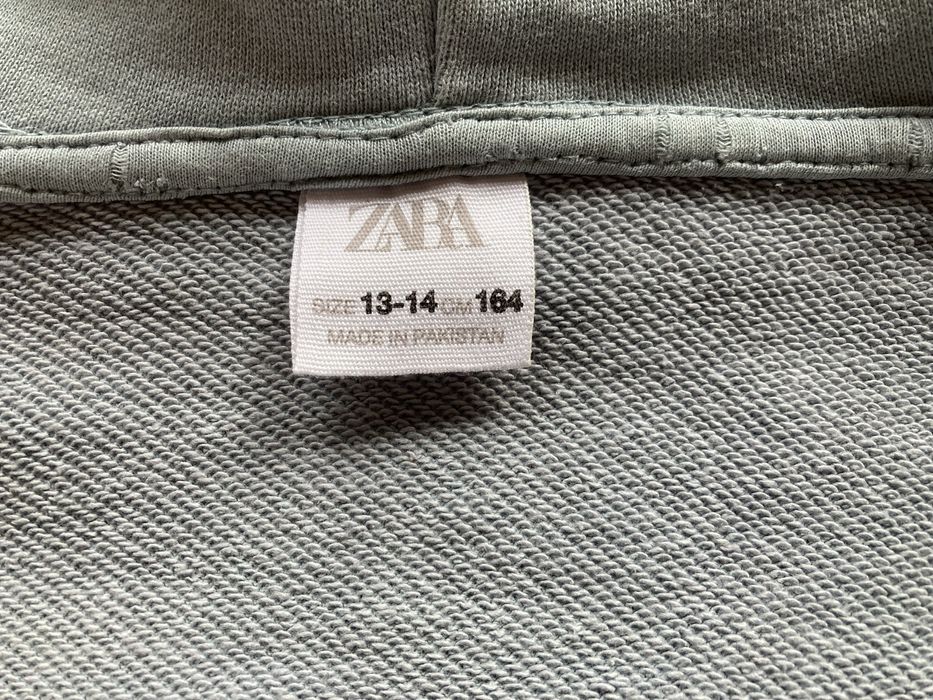 ZARA
SIZE 13-14 CM 164
MADE IN PAKISTAN